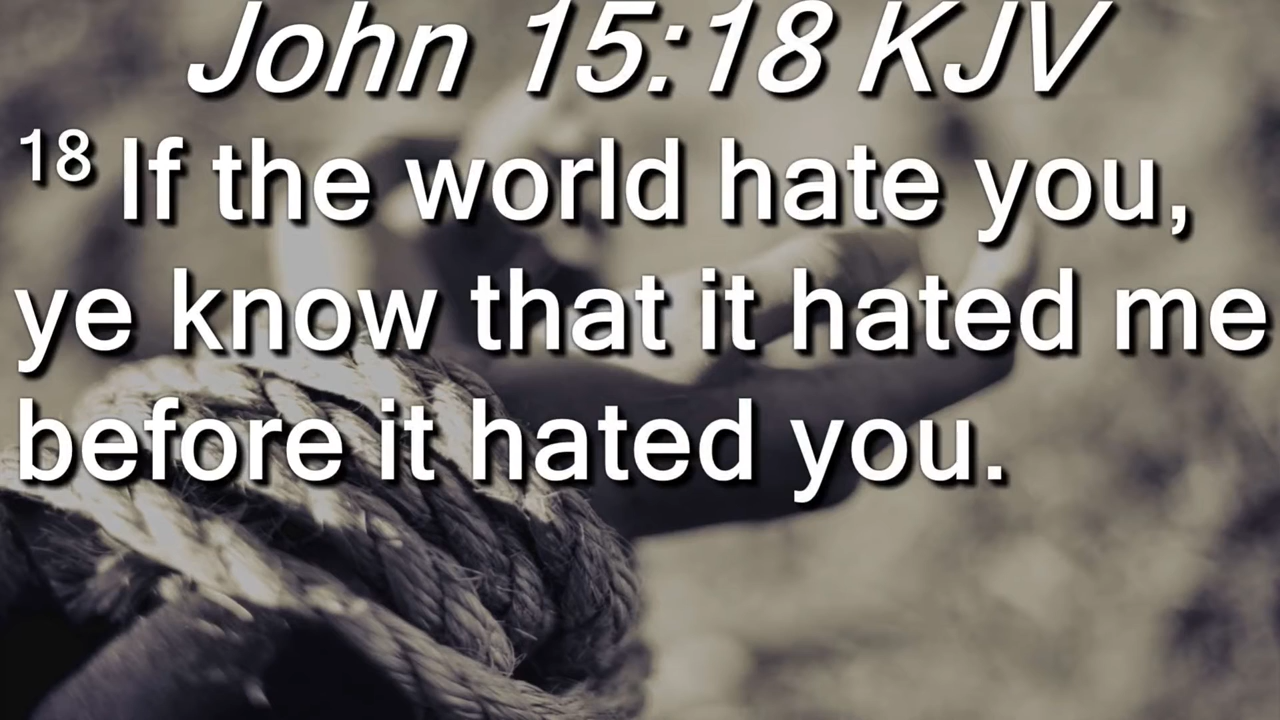 John 15:18 KJV
18 If the world hate you,
ye know that it hated me
before it hated you.